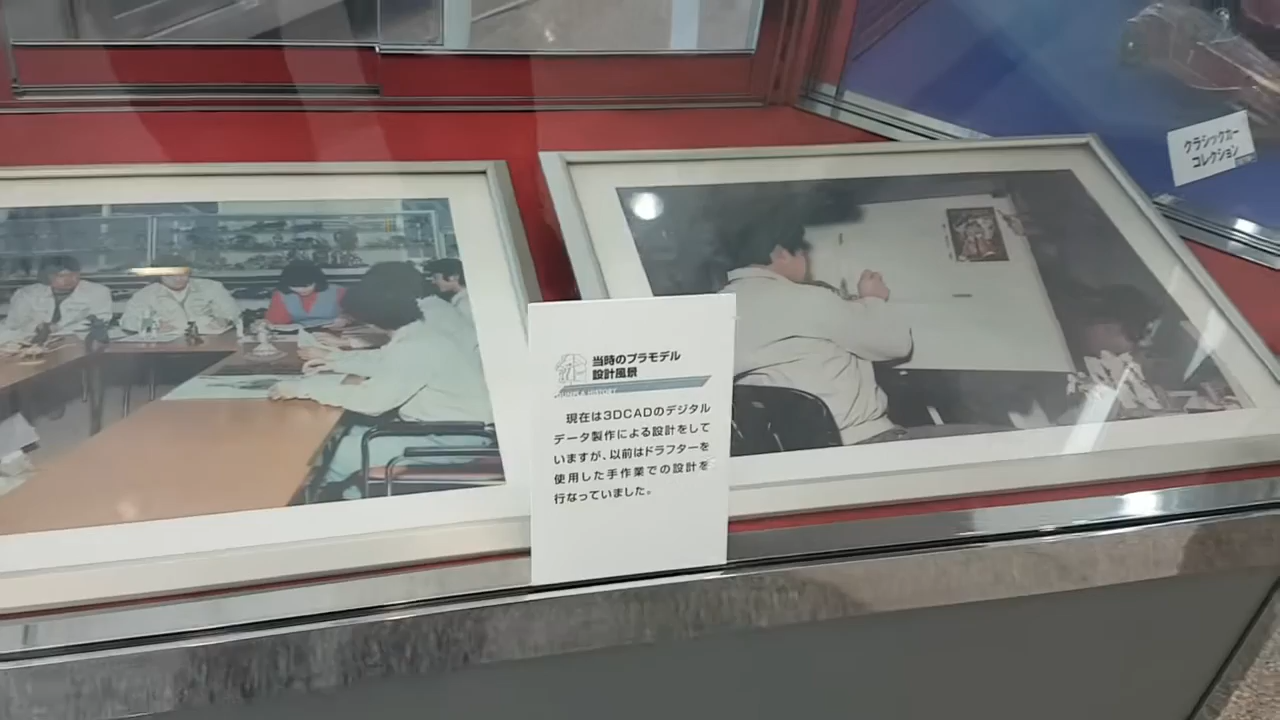 当時のプラモデル
設計風景
現在は3DCADのデジタル
データ製作による設計をして
いますが、以前はドラフターを
使用した手作業での設計を
行なっていました。
クラシックカー
コレクション